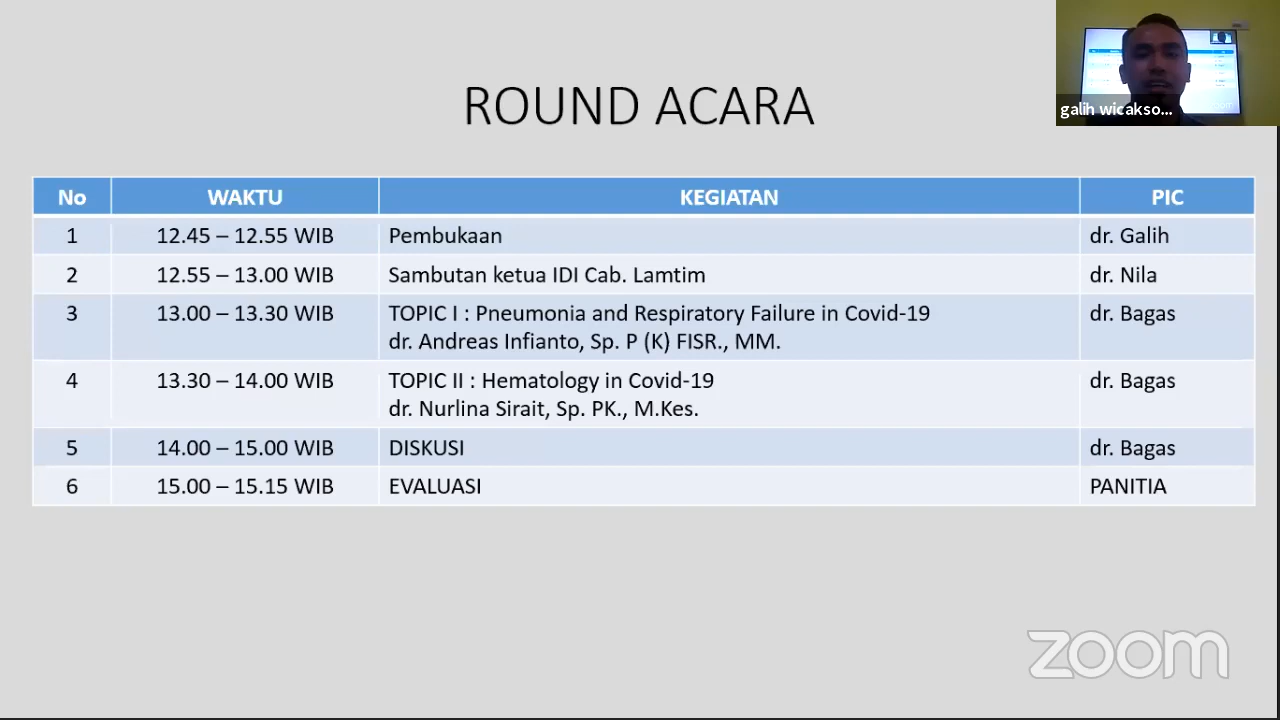 ROUND ACARA
galih wicakso...
No WAKTU KEGIATAN PIC
1 12.45 – 12.55 WIB Pembukaan dr. Galih
2 12.55 – 13.00 WIB Sambutan ketua IDI Cab. Lamtim dr. Nila
3 13.00 – 13.30 WIB TOPIC I : Pneumonia and Respiratory Failure in Covid-19 dr. Bagas
dr. Andreas Infianto, Sp. P (K) FISR., MM.
4 13.30 – 14.00 WIB TOPIC II : Hematology in Covid-19 dr. Bagas
dr. Nurlina Sirait, Sp. PK., M.Kes.
5 14.00 – 15.00 WIB DISKUSI dr. Bagas
6 15.00 – 15.15 WIB EVALUASI PANITIA
zoom